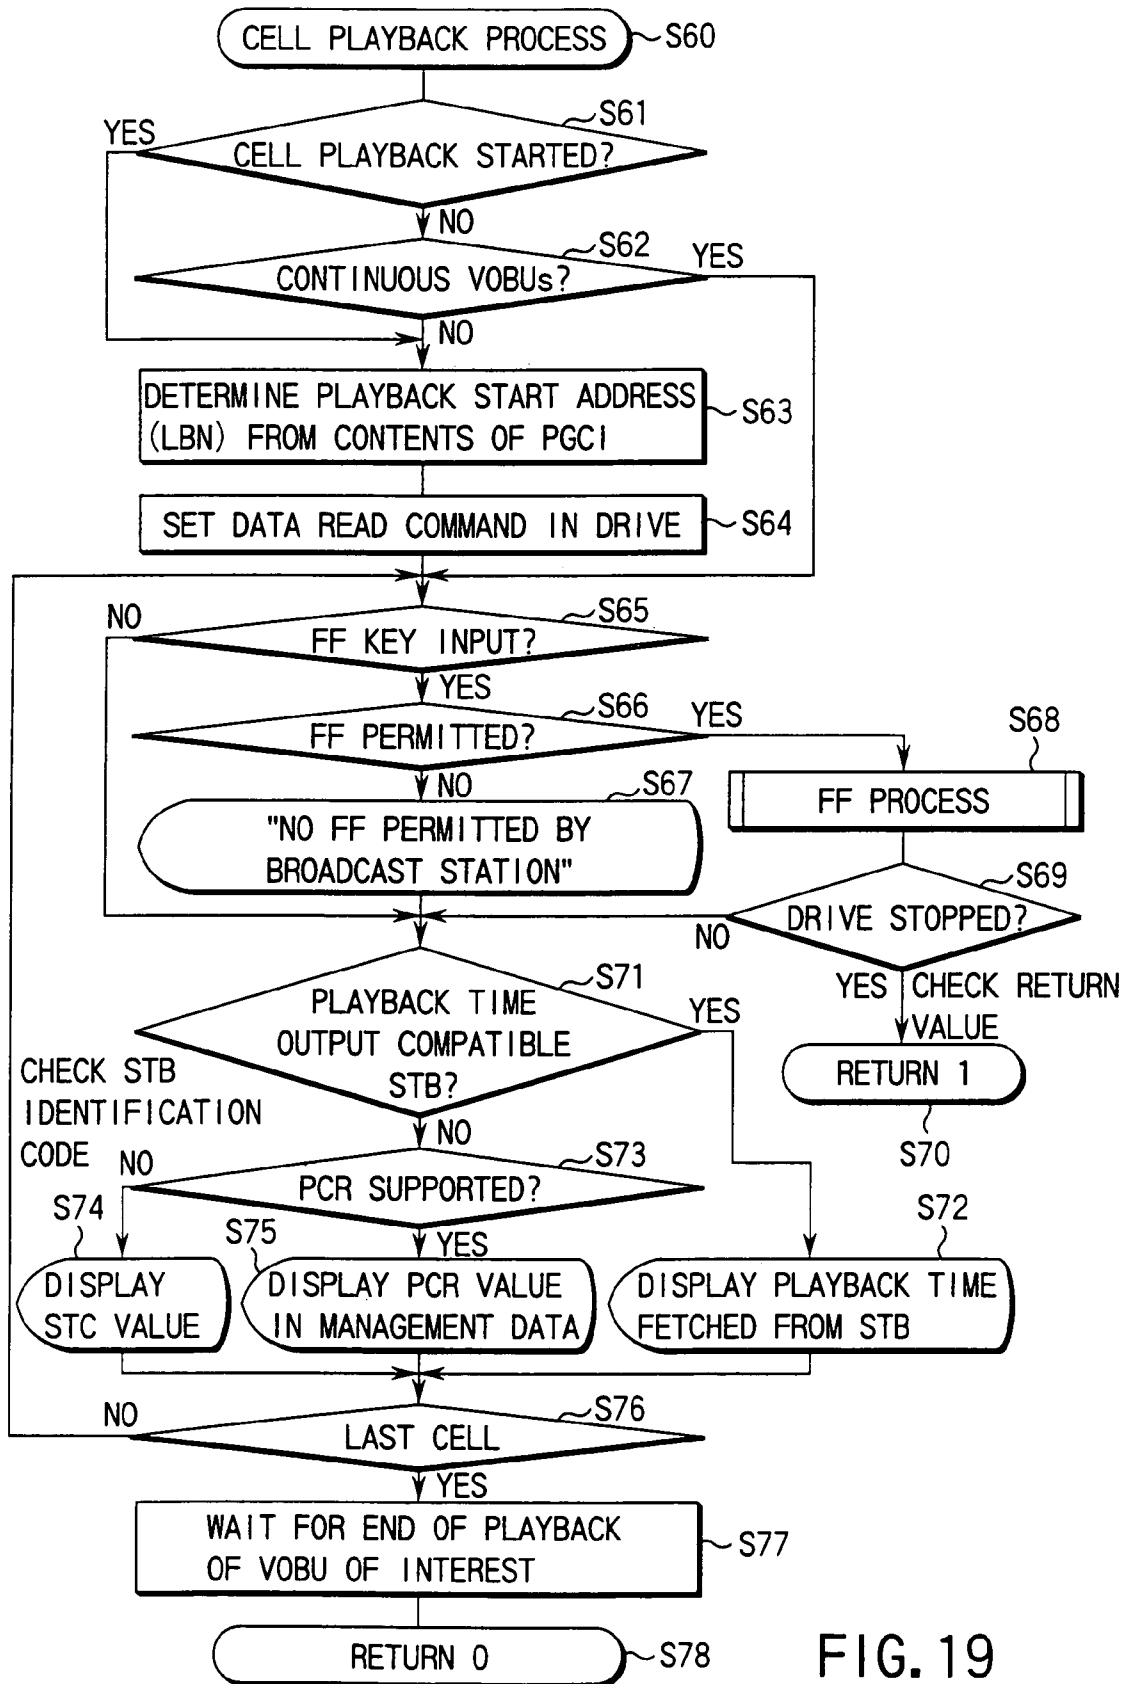 CELL PLAYBACK PROCESS
S60
S61
YES
CELL PLAYBACK STARTED?
NO
S62
YES
CONTINUOUS VOBUs?
NO
DETERMINE PLAYBACK START ADDRESS
(LBN) FROM CONTENTS OF PGCI
S63
SET DATA READ COMMAND IN DRIVE
S64
NO
S65
FF KEY INPUT?
YES
S66
YES
FF PERMITTED?
NO
S68
FF PROCESS
S67
"NO FF PERMITTED BY
BROADCAST STATION"
S69
DRIVE STOPPED?
NO
YES
CHECK RETURN
VALUE
RETURN 1
S70
S71
PLAYBACK TIME
OUTPUT COMPATIBLE
STB?
YES
NO
CHECK STB
IDENTIFICATION
CODE
NO
S73
PCR SUPPORTED?
YES
S74
DISPLAY
STC VALUE
S75
DISPLAY PCR VALUE
IN MANAGEMENT DATA
S72
DISPLAY PLAYBACK TIME
FETCHED FROM STB
NO
S76
LAST CELL
YES
WAIT FOR END OF PLAYBACK
OF VOBU OF INTEREST
S77
RETURN 0
S78
FIG. 19